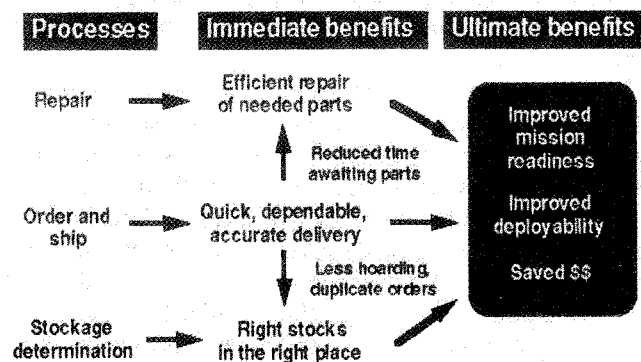 Processes
Immediate benefits
Ultimate benefits
Repair
Efficient repair
of needed parts
Reduced time
awaiting parts
Order and
ship
Quick, dependable,
accurate delivery
Less hoarding,
duplicate orders
Stockage
determination
Right stocks
in the right place
Improved
mission
readiness
Improved
deployability
Saved $$